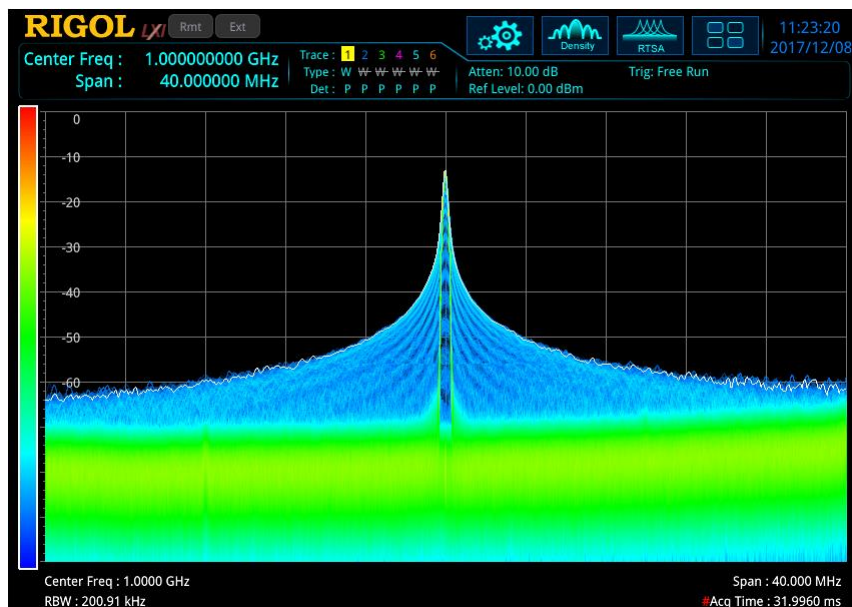 RIGOL LXI Rmt Ext
11:23:20
2017/12/08
Density
RTSA
Center Freq : 1.000000000 GHz
Span : 40.000000 MHz
Trace : 1 2 3 4 5 6
Type : W W W W W W
Det : P P P P P P
Atten: 10.00 dB
Ref Level: 0.00 dBm
Trig: Free Run
0
-10
-20
-30
-40
-50
-60
Center Freq : 1.0000 GHz
Span : 40.000 MHz
RBW : 200.91 kHz
#Acq Time : 31.9960 ms